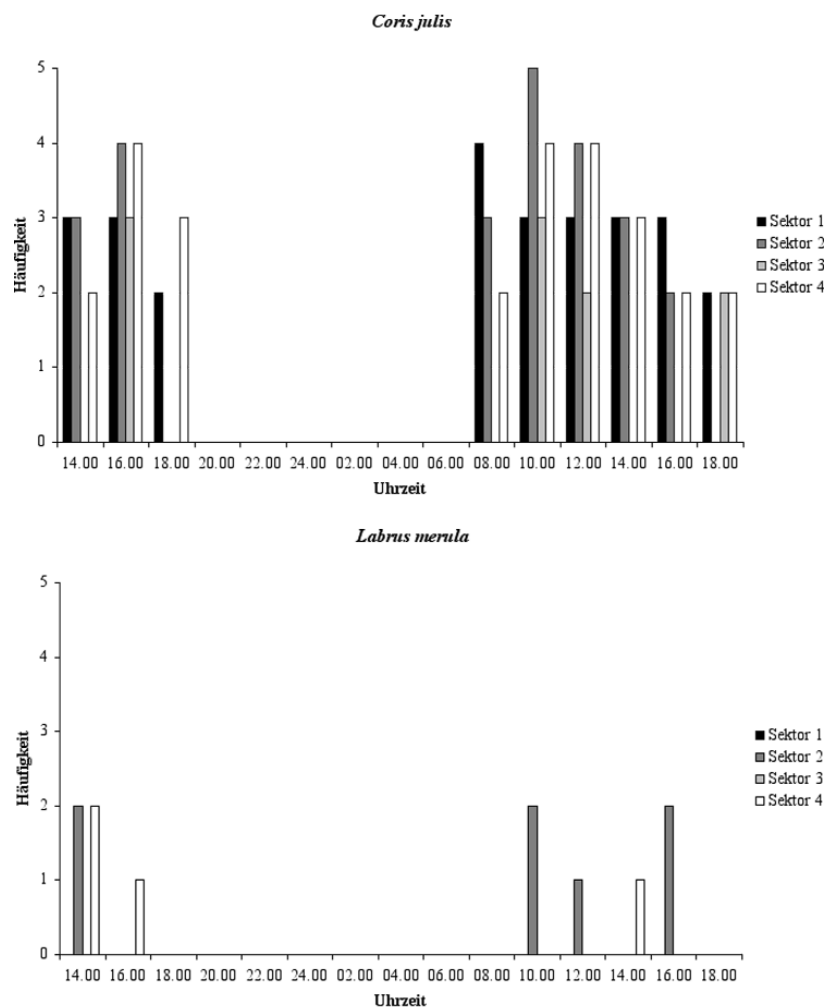 Coris julis
5
4
3
2
1
0
Häufigkeit
14.00 16.00 18.00 20.00 22.00 24.00 02.00 04.00 06.00 08.00 10.00 12.00 14.00 16.00 18.00
Uhrzeit
Sektor 1
Sektor 2
Sektor 3
Sektor 4
Labrus merula
5
4
3
2
1
0
Häufigkeit
14.00 16.00 18.00 20.00 22.00 24.00 02.00 04.00 06.00 08.00 10.00 12.00 14.00 16.00 18.00
Uhrzeit
Sektor 1
Sektor 2
Sektor 3
Sektor 4